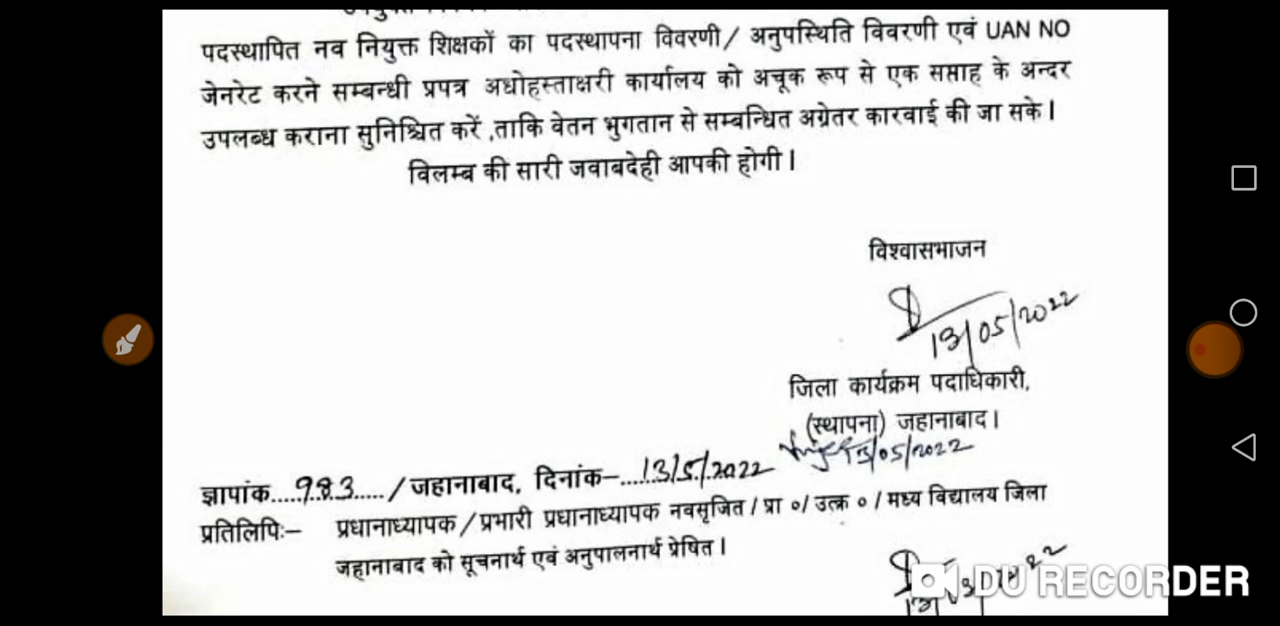 पदस्थापित नव नियुक्त शिक्षकों का पदस्थापना विवरणी/ अनुपस्थिति विवरणी एवं UAN NO
जेनरेट करने सम्बन्धी प्रपत्र अधोहस्ताक्षरी कार्यालय को अचूक रूप से एक सप्ताह के अन्दर
उपलब्ध कराना सुनिश्चित करें ,ताकि वेतन भुगतान से सम्बन्धित अग्रेतर कारवाई की जा सके।
विलम्ब की सारी जवाबदेही आपकी होगी।
विश्वासभाजन
13/05/2022
जिला कार्यक्रम पदाधिकारी,
(स्थापना) जहानाबाद।
13/05/2022
ज्ञापांक....983...../जहानाबाद, दिनांक–.....13/5/2022
प्रतिलिपिः– प्रधानाध्यापक/प्रभारी प्रधानाध्यापक नवसृजित/प्रा ०/उत्क्र ०/मध्य विद्यालय जिला
जहानाबाद को सूचनार्थ एवं अनुपालनार्थ प्रेषित।
DU RECORDER